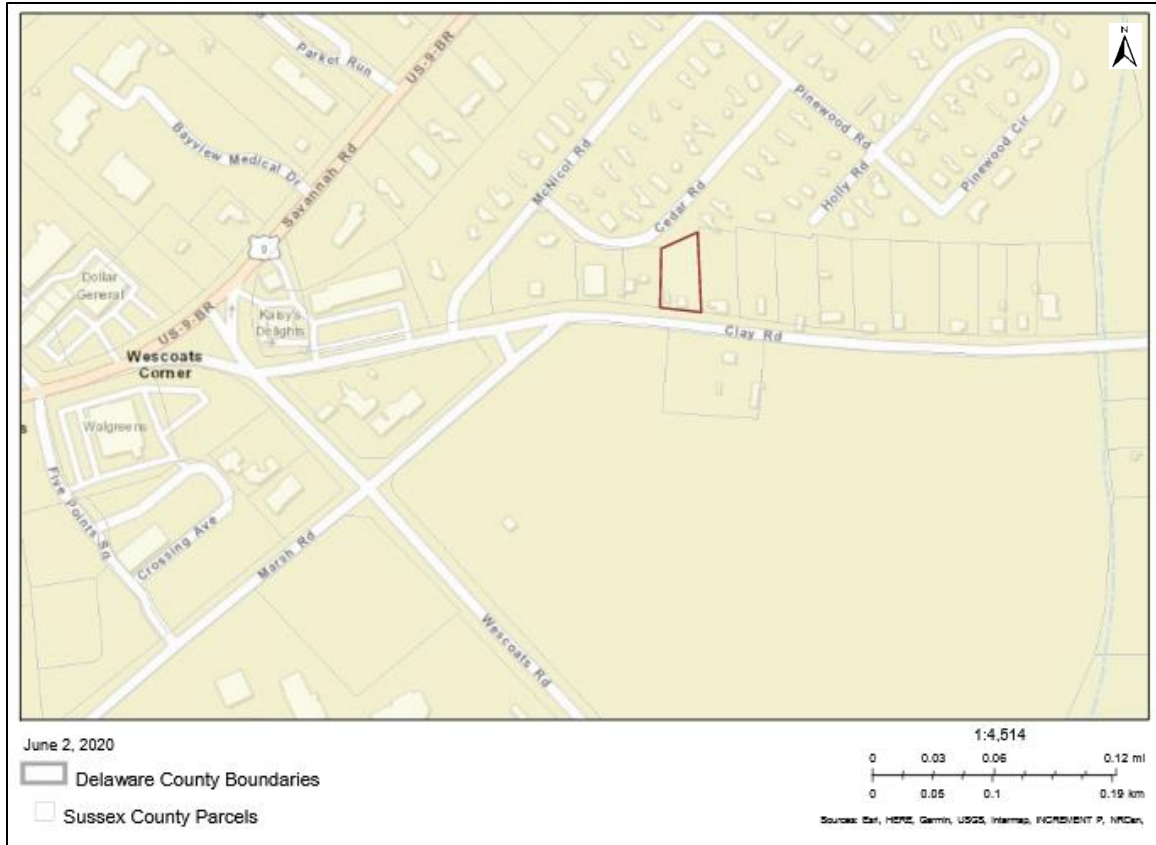 N
Parket Run
US-9-BR
Bayview Medical Dr
Savannah Rd
9
McNicol Rd
Cedar Rd
Pinewood Rd
Holly Rd
Pinewood Cir
Dollar
General
US-9-BR
Wescoats
Corner
Clay Rd
Walgreens
s
Five Points Sq
Crossing Ave
Marsh Rd
Wescoats Rd
June 2, 2020
Delaware County Boundaries
Sussex County Parcels
1:4,514
0 0.03 0.06 0.12 mi
0 0.05 0.1 0.19 km
Sources: Esri, HERE, Garmin, USGS, Intermap, INCREMENT P, NRCan,